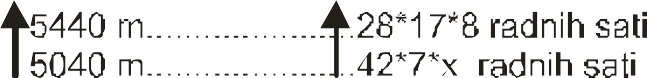 5440 m......................28*17*8 radnih sati
5040 m......................42*7*x radnih sati